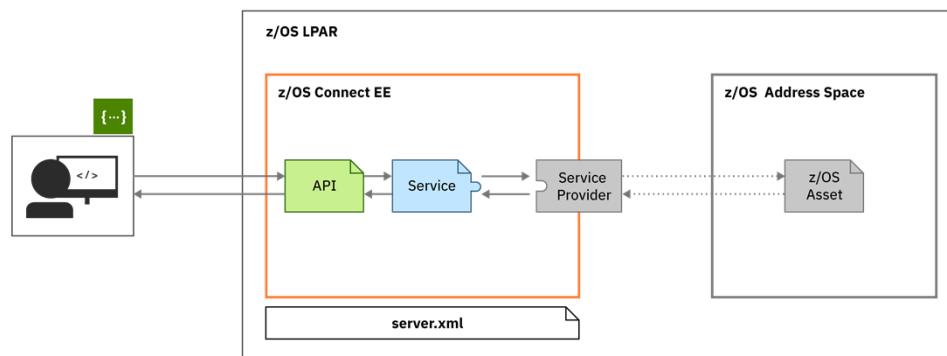 z/OS LPAR
z/OS Connect EE
z/OS Address Space
{···}
</>
API
Service
Service
Provider
z/OS
Asset
server.xml